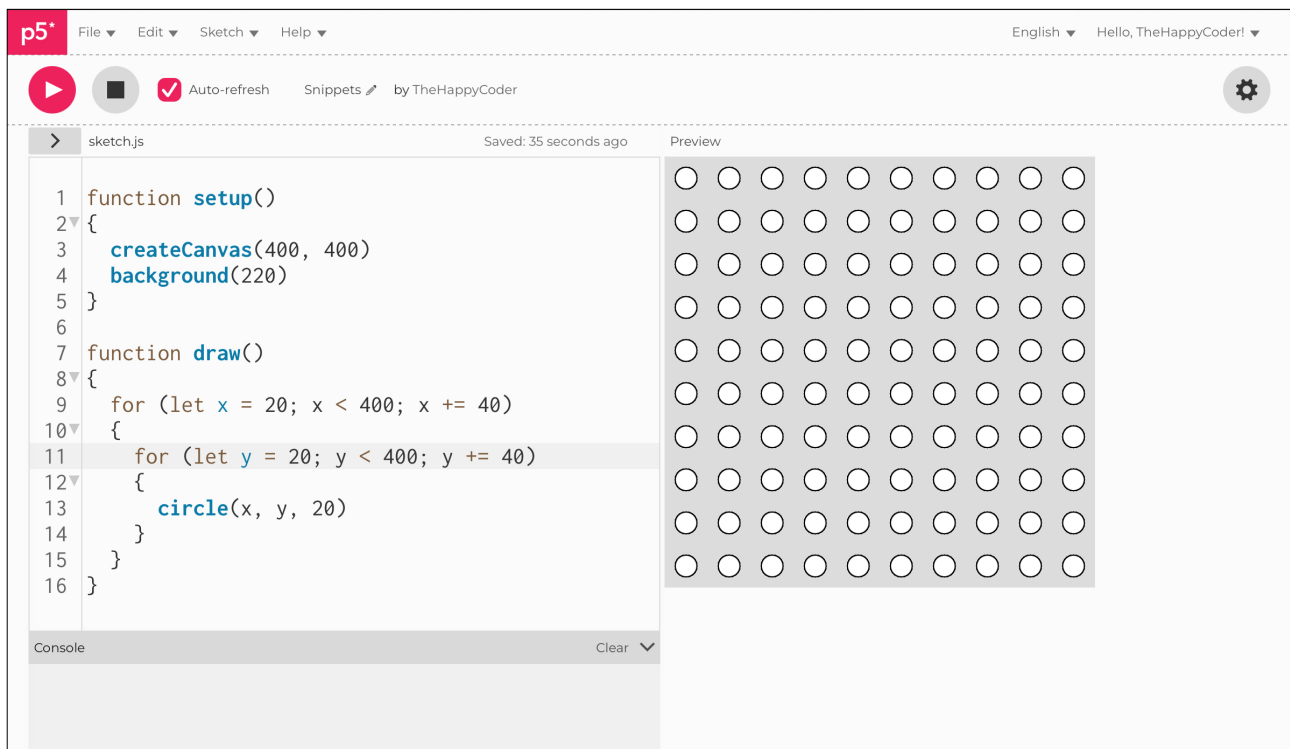 p5* File Edit Sketch Help English Hello, TheHappyCoder!
Auto-refresh Snippets by TheHappyCoder
sketch.js Saved: 35 seconds ago Preview
1 function setup()
2 {
3 createCanvas(400, 400)
4 background(220)
5 }
6
7 function draw()
8 {
9 for (let x = 20; x < 400; x += 40)
10 {
11 for (let y = 20; y < 400; y += 40)
12 {
13 circle(x, y, 20)
14 }
15 }
16 }
Console Clear